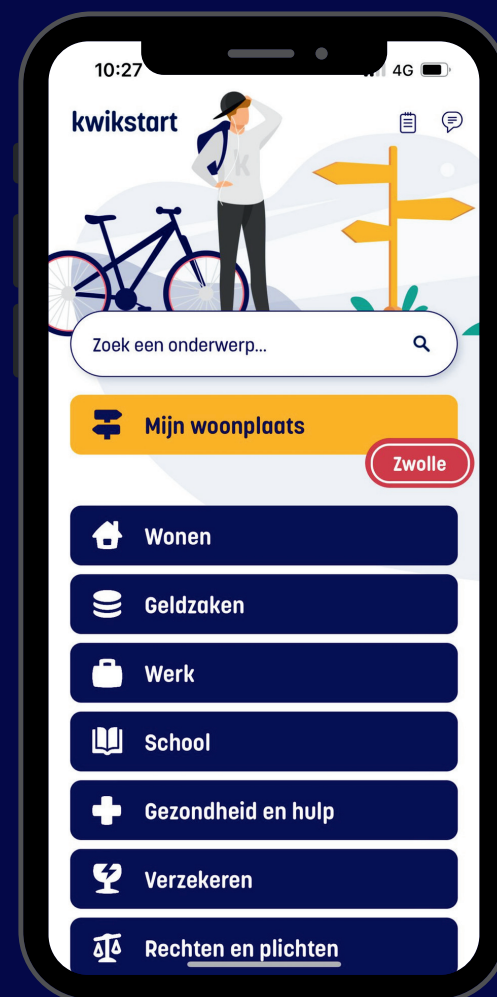 10:27
4G
kwikstart
k
Zoek een onderwerp...
Mijn woonplaats
Zwolle
Wonen
Geldzaken
Werk
School
Gezondheid en hulp
Verzekeren
Rechten en plichten